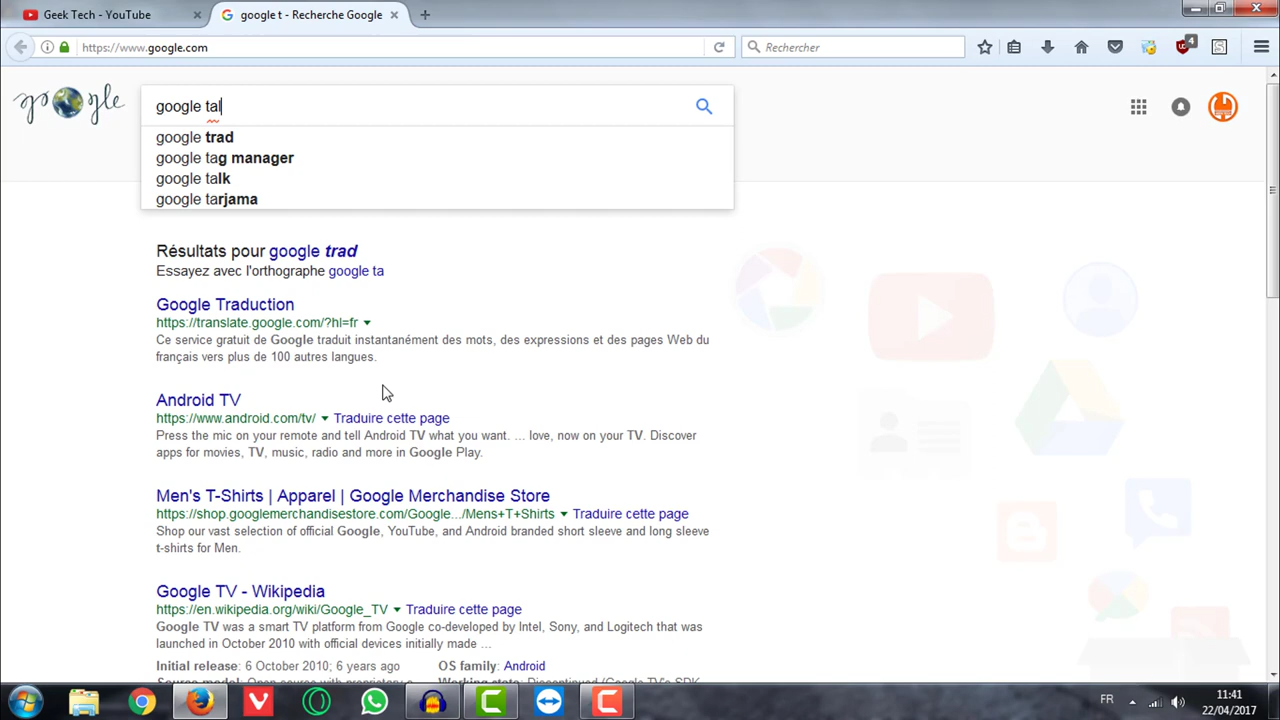 Geek Tech - YouTube
google t - Recherche Google
https://www.google.com
Rechercher
4
S
google
google tal
google trad
google tag manager
google talk
google tarjama
Résultats pour google trad
Essayez avec l'orthographe google ta
Google Traduction
https://translate.google.com/?hl=fr
Ce service gratuit de Google traduit instantanément des mots, des expressions et des pages Web du
français vers plus de 100 autres langues.
Android TV
https://www.android.com/tv/ Traduire cette page
Press the mic on your remote and tell Android TV what you want. ... love, now on your TV. Discover
apps for movies, TV, music, radio and more in Google Play.
Men's T-Shirts | Apparel | Google Merchandise Store
https://shop.googlemerchandisestore.com/Google.../Mens+T+Shirts Traduire cette page
Shop our vast selection of official Google, YouTube, and Android branded short sleeve and long sleeve
t-shirts for Men.
Google TV - Wikipedia
https://en.wikipedia.org/wiki/Google_TV Traduire cette page
Google TV was a smart TV platform from Google co-developed by Intel, Sony, and Logitech that was
launched in October 2010 with official devices initially made ...
Initial release: 6 October 2010; 6 years ago OS family: Android
FR
11:41
22/04/2017